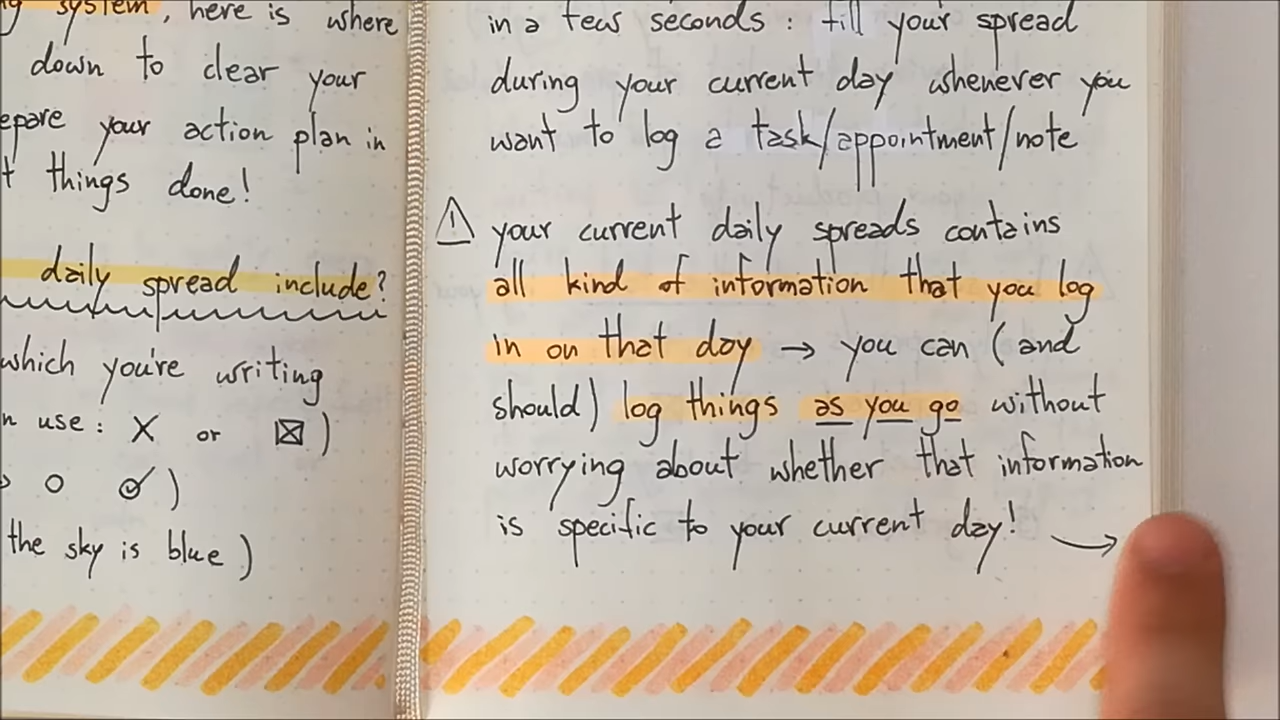 system, here is where
down to clear your
epare your action plan in
t things done!
daily spread include?
which you're writing
n use: X or ☒)
○ )
the sky is blue)
in a few seconds: fill your spread
during your current day whenever you
want to log a task/appointment/note
your current daily spreads contains
all kind of information that you log
in on that day → you can (and
should) log things as you go without
worrying about whether that information
is specific to your current day! →